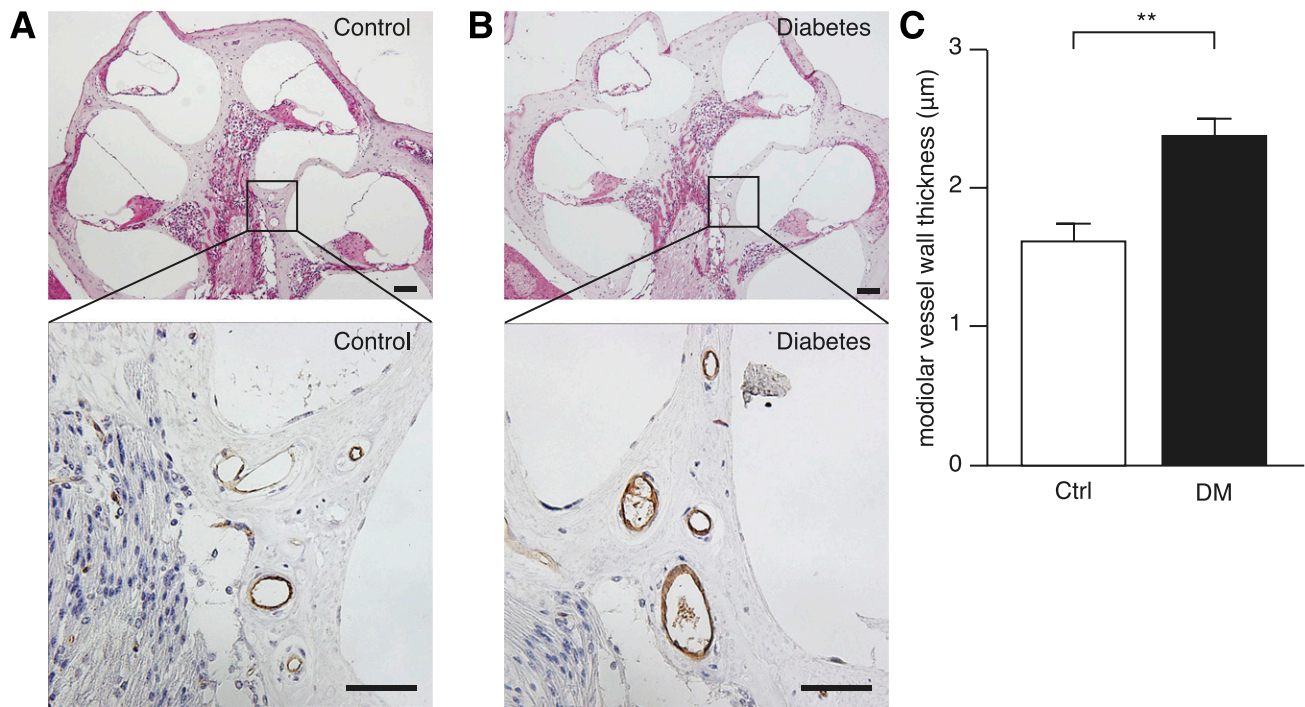 A
Control
Control
B
Diabetes
Diabetes
C
**
modiolar vessel wall thickness (μm)
3
2
1
0
Ctrl
DM